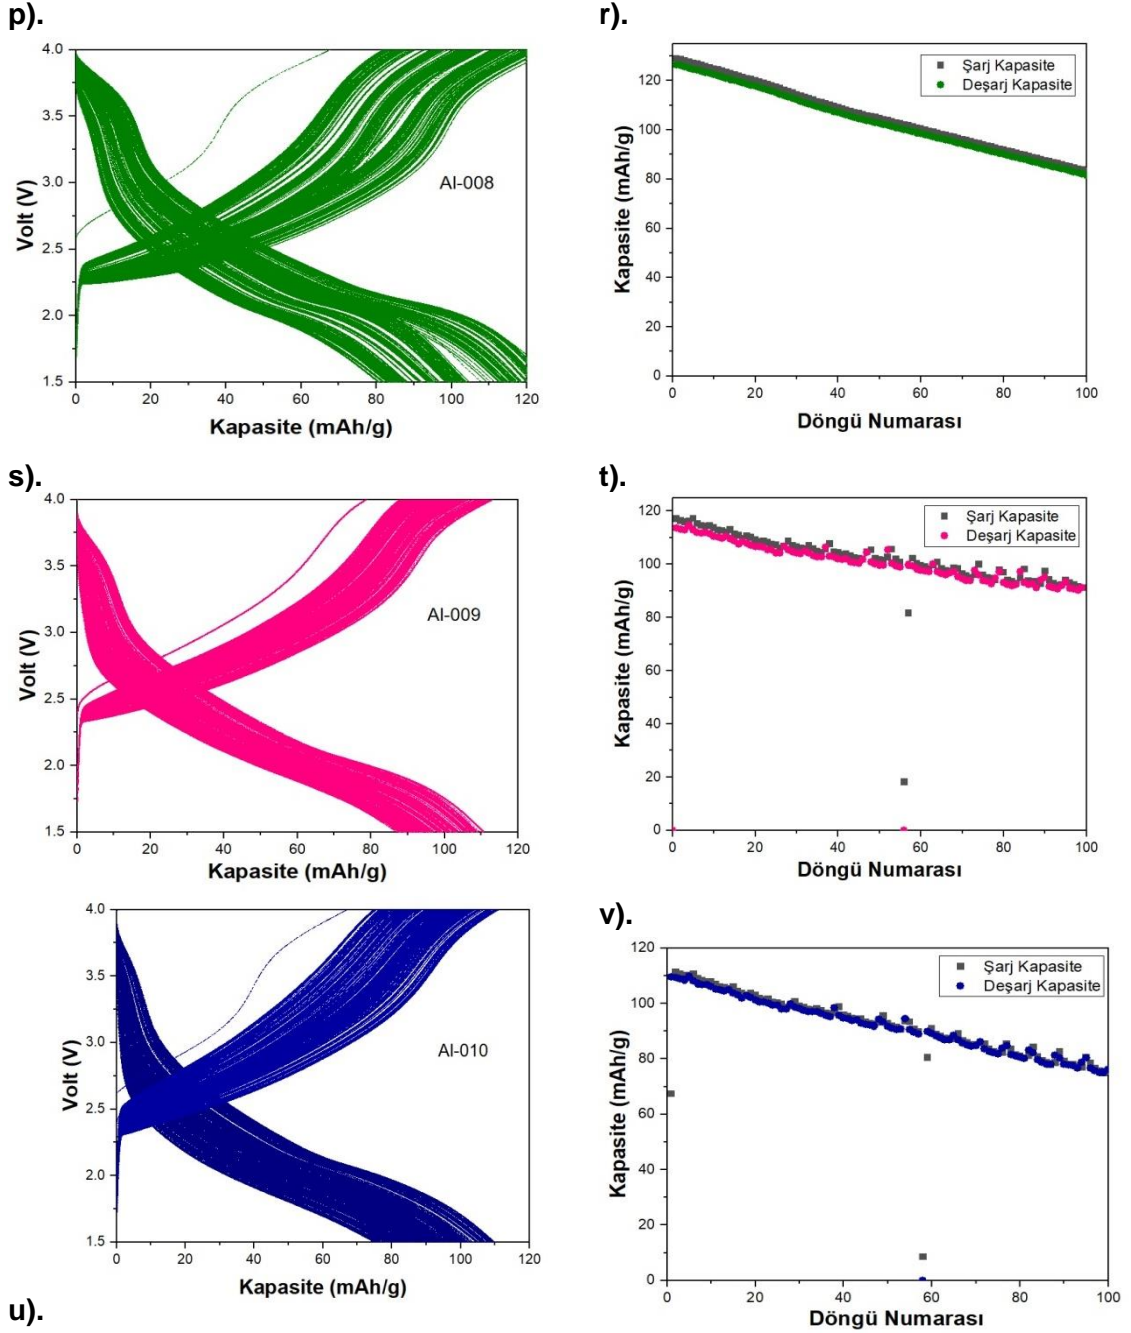 p).
r).
4.0
3.5
3.0
2.5
2.0
1.5
Volt (V)
Al-008
0 20 40 60 80 100 120
Kapasite (mAh/g)
120
100
80
60
40
20
0
Kapasite (mAh/g)
Şarj Kapasite
Deşarj Kapasite
0 20 40 60 80 100
Döngü Numarası
s).
t).
4.0
3.5
3.0
2.5
2.0
1.5
Volt (V)
Al-009
0 20 40 60 80 100 120
Kapasite (mAh/g)
120
100
80
60
40
20
0
Kapasite (mAh/g)
Şarj Kapasite
Deşarj Kapasite
0 20 40 60 80 100
Döngü Numarası
v).
4.0
3.5
3.0
2.5
2.0
1.5
Volt (V)
Al-010
0 20 40 60 80 100 120
Kapasite (mAh/g)
120
100
80
60
40
20
0
Kapasite (mAh/g)
Şarj Kapasite
Deşarj Kapasite
0 20 40 60 80 100
Döngü Numarası
u).